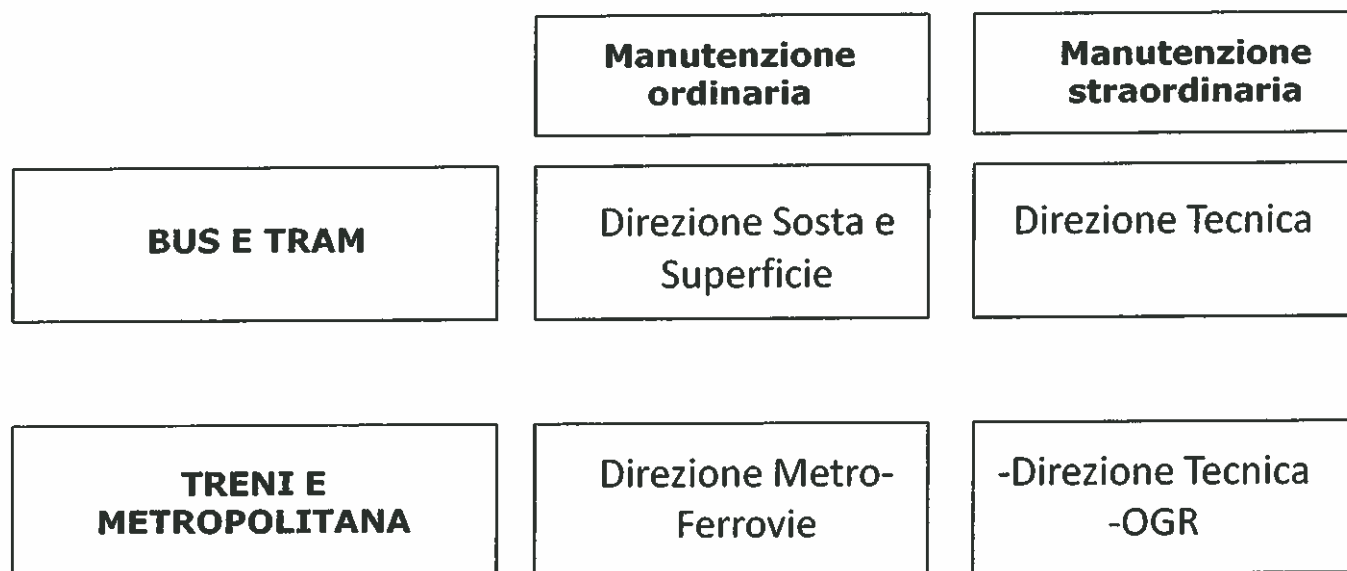 Manutenzione
ordinaria
Manutenzione
straordinaria
BUS E TRAM
Direzione Sosta e
Superficie
Direzione Tecnica
TRENI E
METROPOLITANA
Direzione Metro-
Ferrovie
-Direzione Tecnica
-OGR